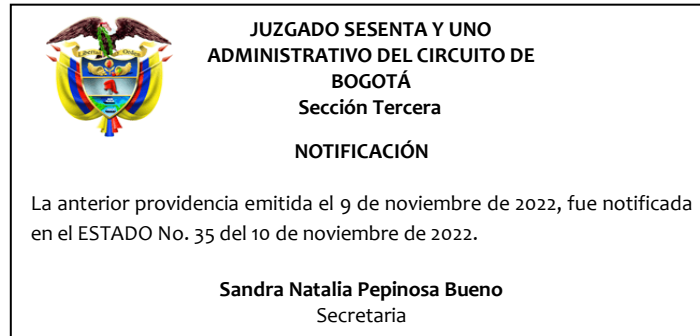 JUZGADO SESENTA Y UNO
ADMINISTRATIVO DEL CIRCUITO DE
BOGOTÁ
Sección Tercera
NOTIFICACIÓN
La anterior providencia emitida el 9 de noviembre de 2022, fue notificada
en el ESTADO No. 35 del 10 de noviembre de 2022.
Sandra Natalia Pepinosa Bueno
Secretaria